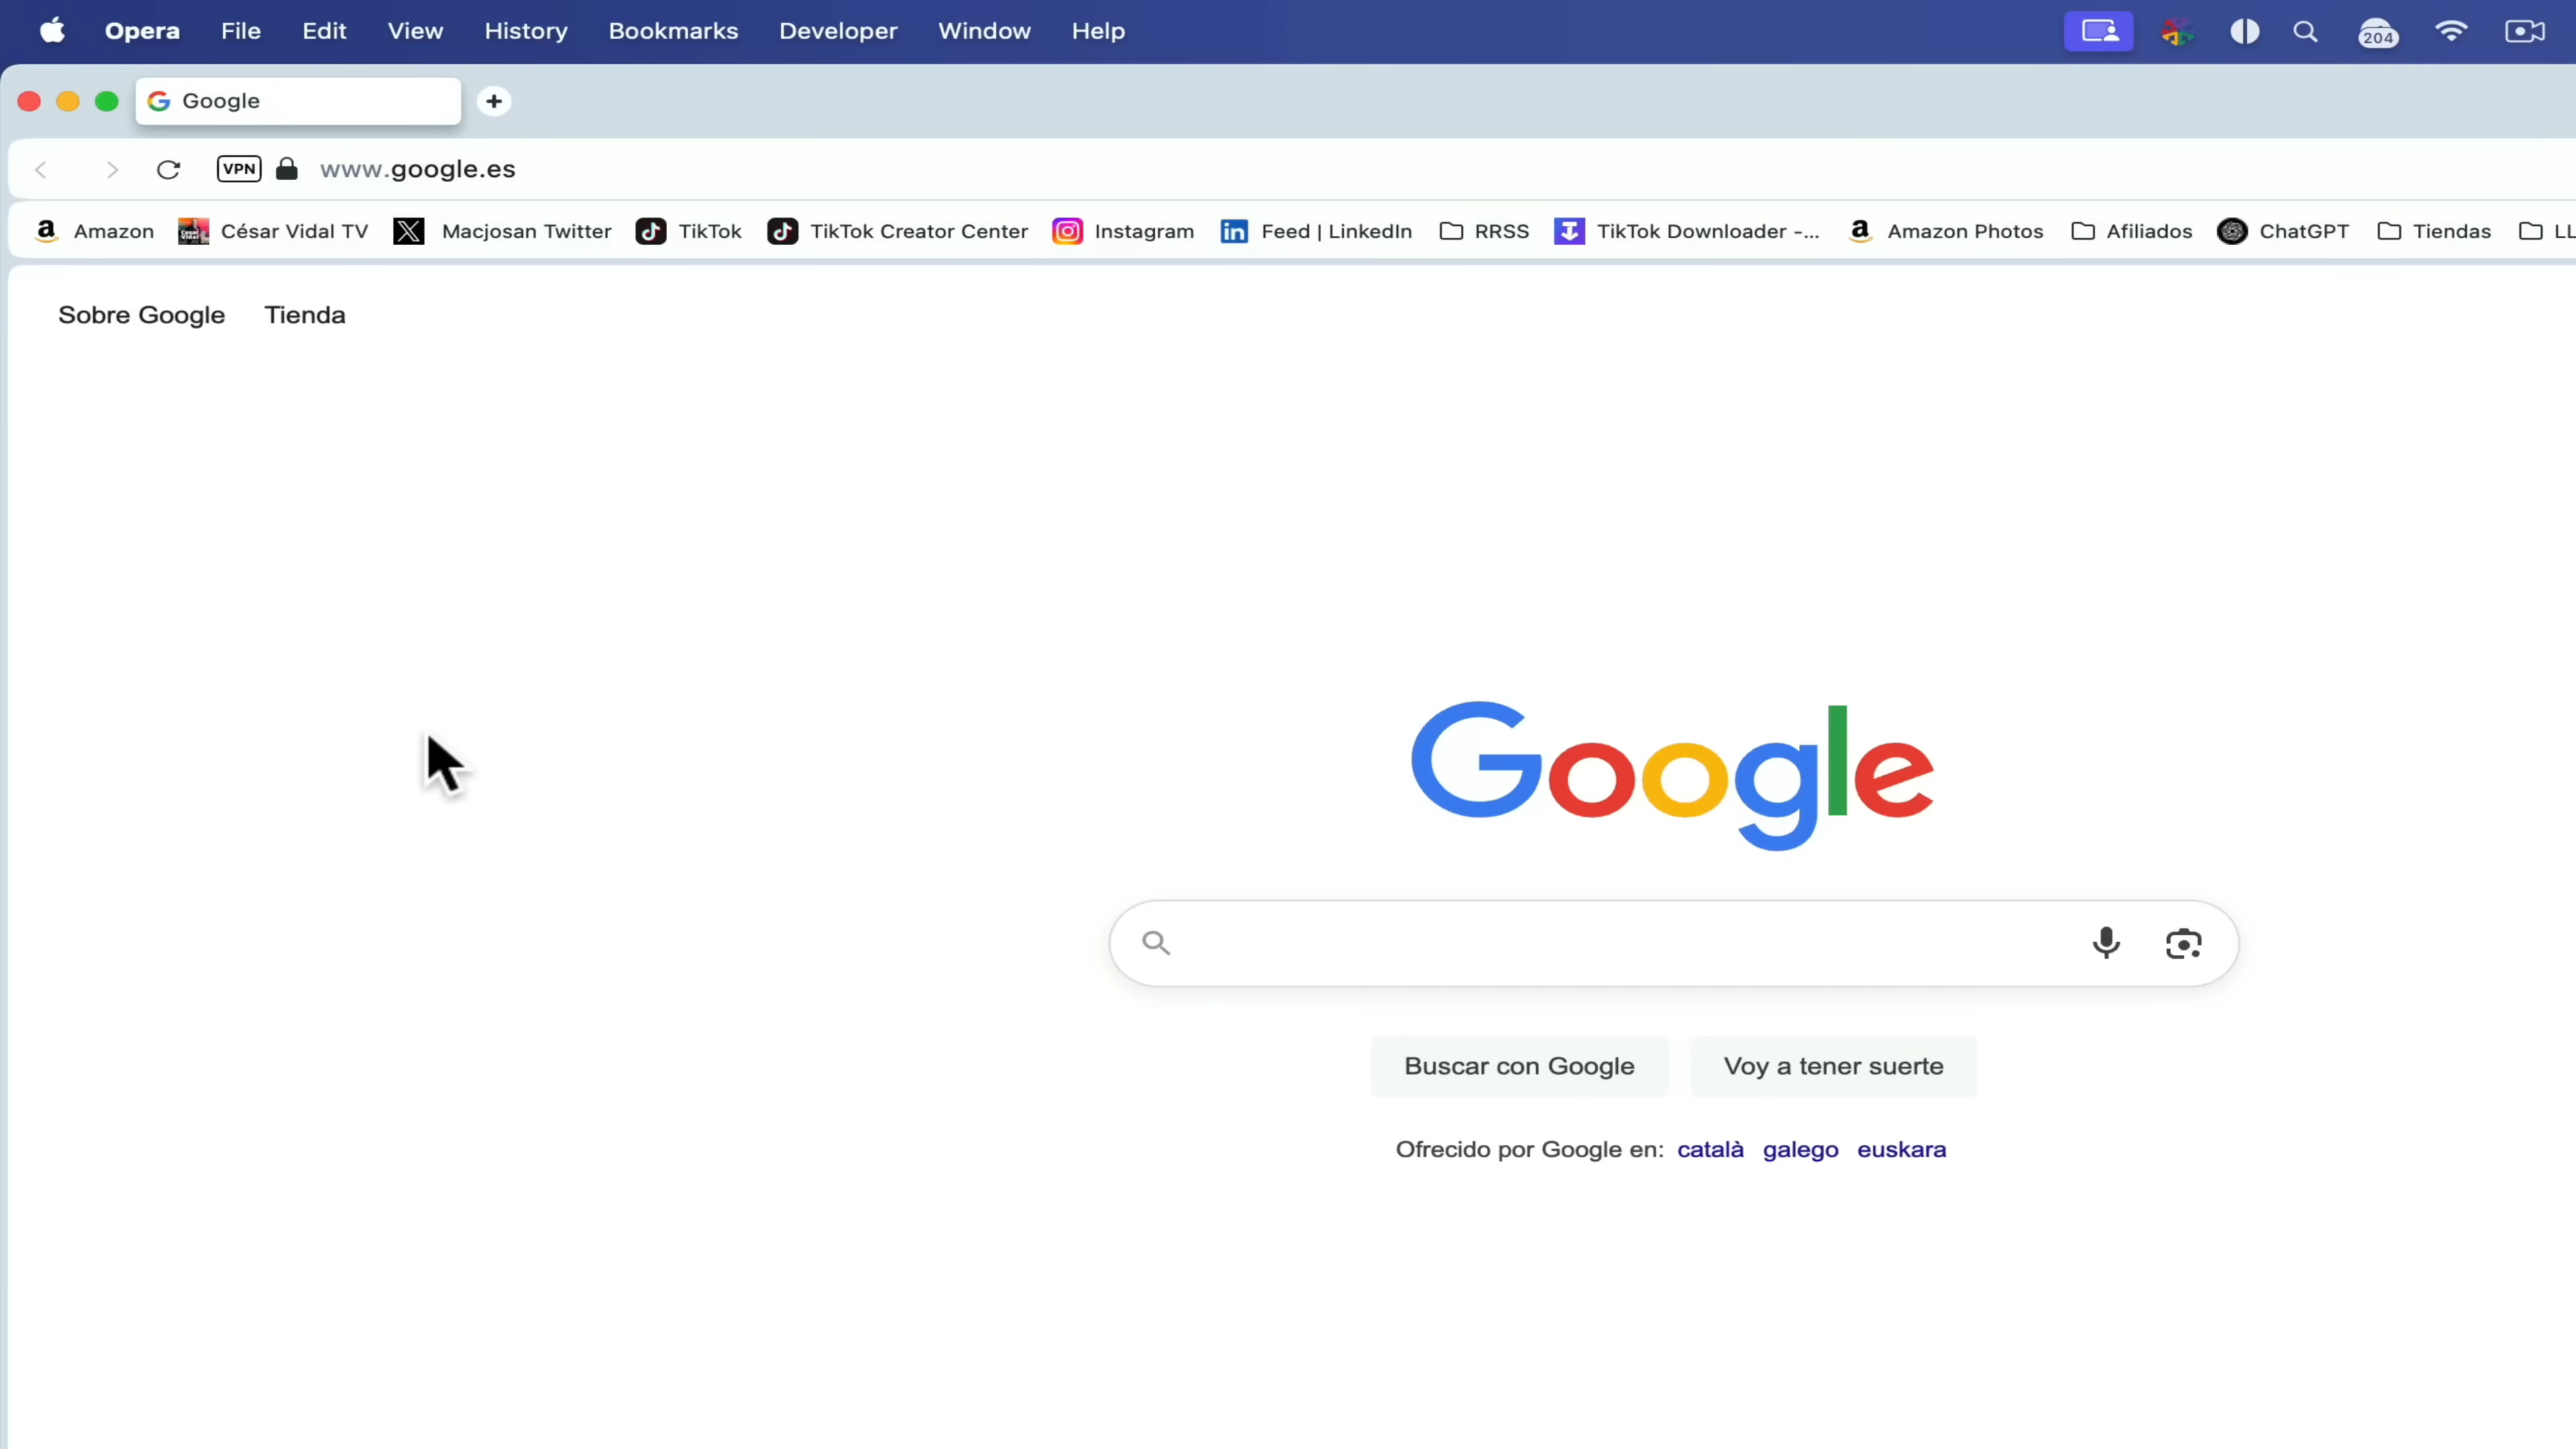 Opera File Edit View History Bookmarks Developer Window Help 204
Google
VPN www.google.es
Amazon César Vidal TV Macjosan Twitter TikTok TikTok Creator Center Instagram Feed | LinkedIn RRSS TikTok Downloader -... Amazon Photos Afiliados ChatGPT Tiendas
Sobre Google Tienda
Google
Buscar con Google Voy a tener suerte
Ofrecido por Google en: català galego euskara